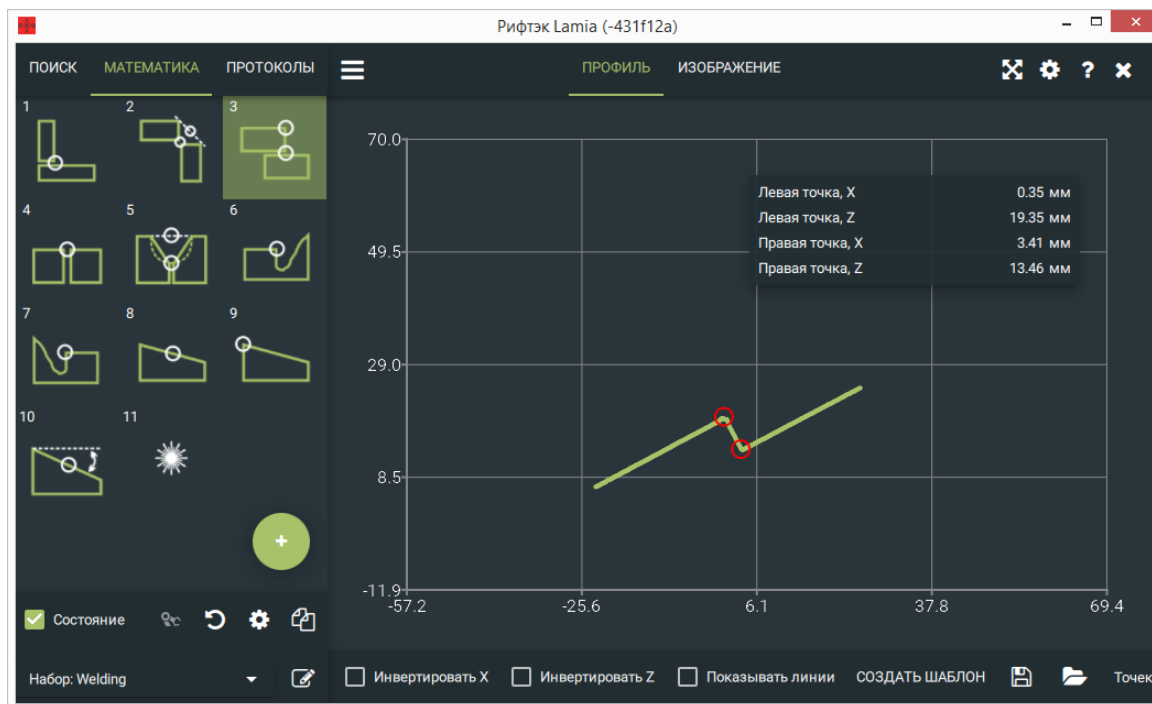 Рифтэк Lamia (-431f12a)
ПОИСК МАТЕМАТИКА ПРОТОКОЛЫ ПРОФИЛЬ ИЗОБРАЖЕНИЕ ?
1 2 3
4 5 6
7 8 9
10 11
70.0
49.5
29.0
8.5
-11.9
-57.2 -25.6 6.1 37.8 69.4
Левая точка, X 0.35 мм
Левая точка, Z 19.35 мм
Правая точка, X 3.41 мм
Правая точка, Z 13.46 мм
Состояние
Набор: Welding
Инвертировать X Инвертировать Z Показывать линии СОЗДАТЬ ШАБЛОН Точек